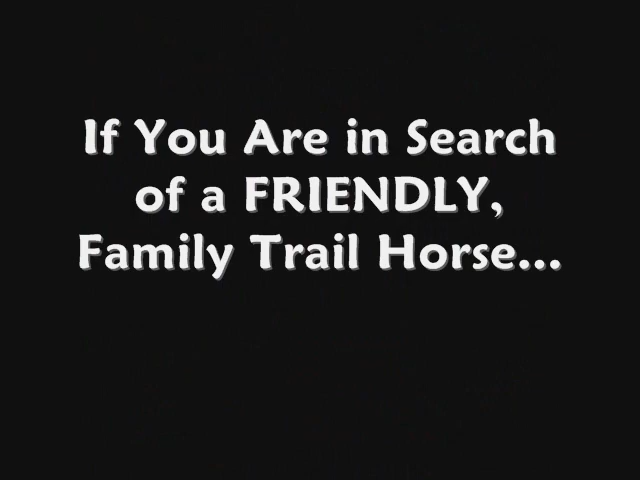 If You Are in Search
of a FRIENDLY,
Family Trail Horse...